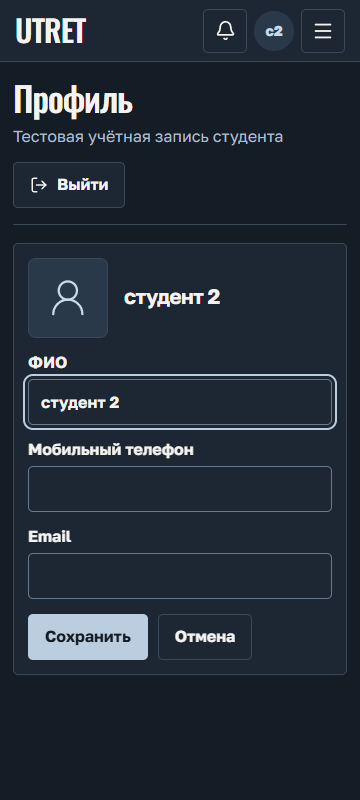 UTRET
с2
Профиль
Тестовая учётная запись студента
Выйти
студент 2
ФИО
студент 2
Мобильный телефон
Email
Сохранить
Отмена